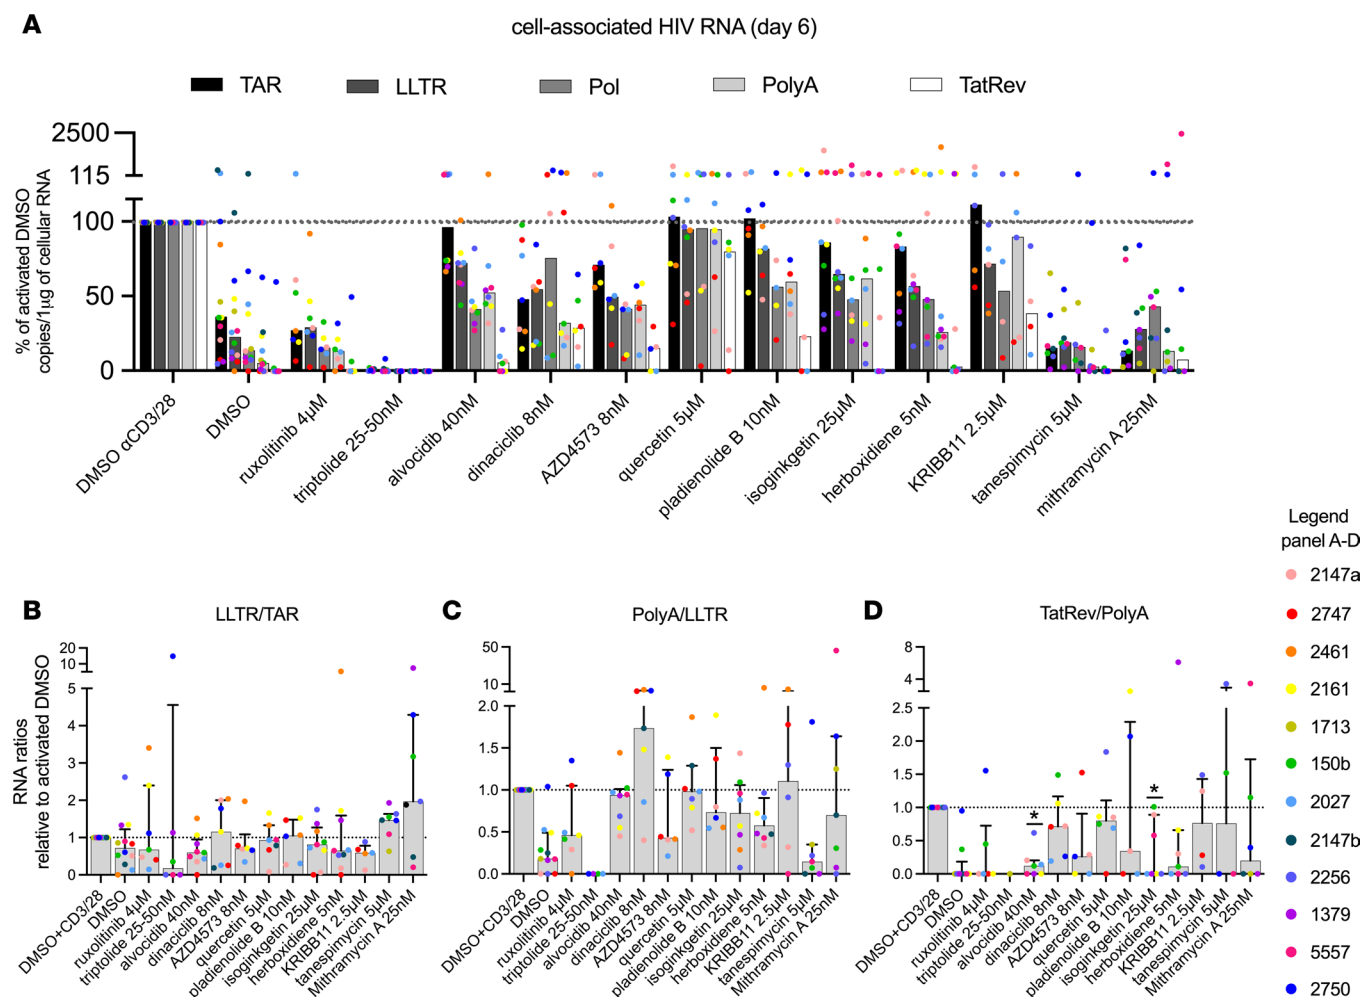 A
cell-associated HIV RNA (day 6)
TAR
LLTR
Pol
PolyA
TatRev
% of activated DMSO
copies/1µg of cellular RNA
2500
115
100
50
0
DMSO αCD3/28
DMSO
ruxolitinib 4µM
triptolide 25-50nM
alvocidib 40nM
dinaciclib 8nM
AZD4573 8nM
quercetin 5µM
pladienolide B 10nM
isoginkgetin 25µM
herboxidiene 5nM
KRIBB11 2.5µM
tanespimycin 5µM
mithramycin A 25nM
Legend
panel A-D
2147a
2747
2461
2161
1713
150b
2027
2147b
2256
1379
5557
2750
B
LLTR/TAR
RNA ratios
relative to activated DMSO
20
10
5
4
3
2
1
0
DMSO+CD3/28
DMSO
ruxolitinib 4µM
triptolide 25-50nM
alvocidib 40nM
dinaciclib 8nM
AZD4573 8nM
quercetin 5µM
pladienolide B 10nM
isoginkgetin 25µM
herboxidiene 5nM
KRIBB11 2.5µM
tanespimycin 5µM
Mithramycin A 25nM
C
PolyA/LLTR
50
10
2.0
1.5
1.0
0.5
0.0
DMSO+CD3/28
DMSO
ruxolitinib 4µM
triptolide 25-50nM
alvocidib 40nM
dinaciclib 8nM
AZD4573 8nM
quercetin 5µM
pladienolide B 10nM
isoginkgetin 25µM
herboxidiene 5nM
KRIBB11 2.5µM
tanespimycin 5µM
Mithramycin A 25nM
D
TatRev/PolyA
8
4
2.5
2.0
1.5
1.0
0.5
0.0
*
*
DMSO+CD3/28
DMSO
ruxolitinib 4µM
triptolide 25-50nM
alvocidib 40nM
dinaciclib 8nM
AZD4573 8nM
quercetin 5µM
pladienolide B 10nM
isoginkgetin 25µM
herboxidiene 5nM
KRIBB11 2.5µM
tanespimycin 5µM
Mithramycin A 25nM